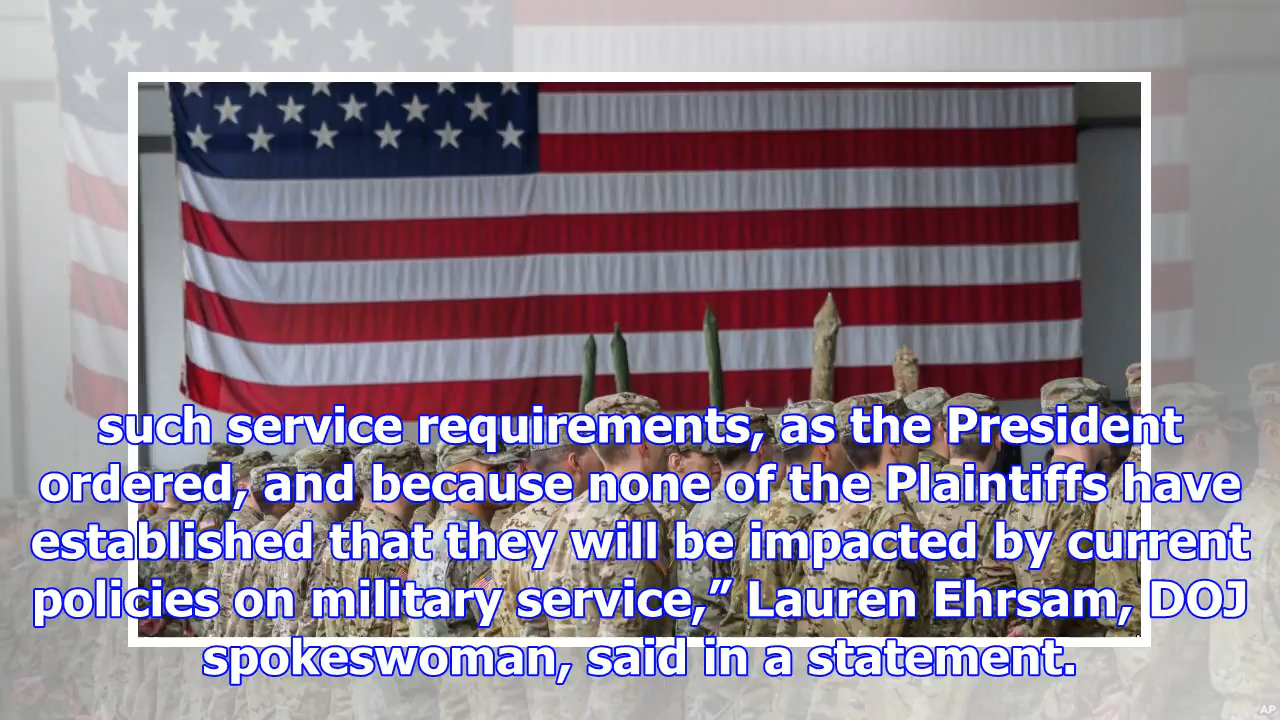 such service requirements, as the President
ordered, and because none of the Plaintiffs have
established that they will be impacted by current
policies on military service,” Lauren Ehrsam, DOJ
spokeswoman, said in a statement.
AP